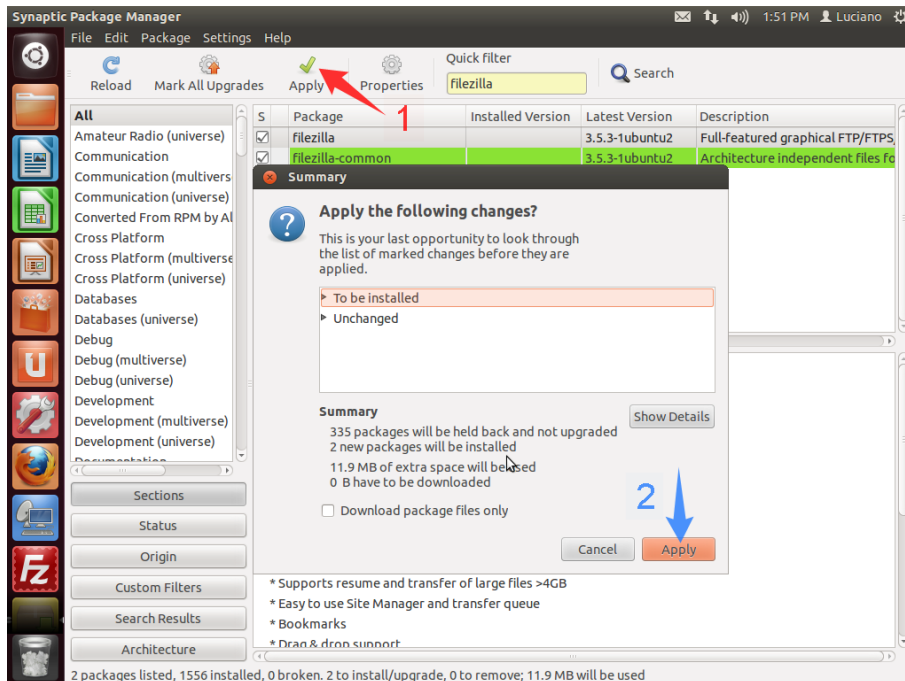 Synaptic Package Manager 1:51 PM Luciano
File Edit Package Settings Help
Reload Mark All Upgrades Apply Properties
Quick filter
filezilla
Search
1
All
Amateur Radio (universe)
Communication
Communication (multivers
Communication (universe)
Converted From RPM by Al
Cross Platform
Cross Platform (multiverse
Cross Platform (universe)
Databases
Databases (universe)
Debug
Debug (multiverse)
Debug (universe)
Development
Development (multiverse)
Development (universe)
Documentation
Sections
Status
Origin
Custom Filters
Search Results
Architecture
S Package Installed Version Latest Version Description
filezilla 3.5.3-1ubuntu2 Full-featured graphical FTP/FTPS
filezilla-common 3.5.3-1ubuntu2 Architecture independent files fo
Summary
Apply the following changes?
This is your last opportunity to look through
the list of marked changes before they are
applied.
To be installed
Unchanged
Summary
Show Details
335 packages will be held back and not upgraded
2 new packages will be installed
11.9 MB of extra space will be used
0 B have to be downloaded
Download package files only
2
Cancel Apply
* Supports resume and transfer of large files >4GB
* Easy to use Site Manager and transfer queue
* Bookmarks
* Drag & drop support
2 packages listed, 1556 installed, 0 broken. 2 to install/upgrade, 0 to remove; 11.9 MB will be used
Fz